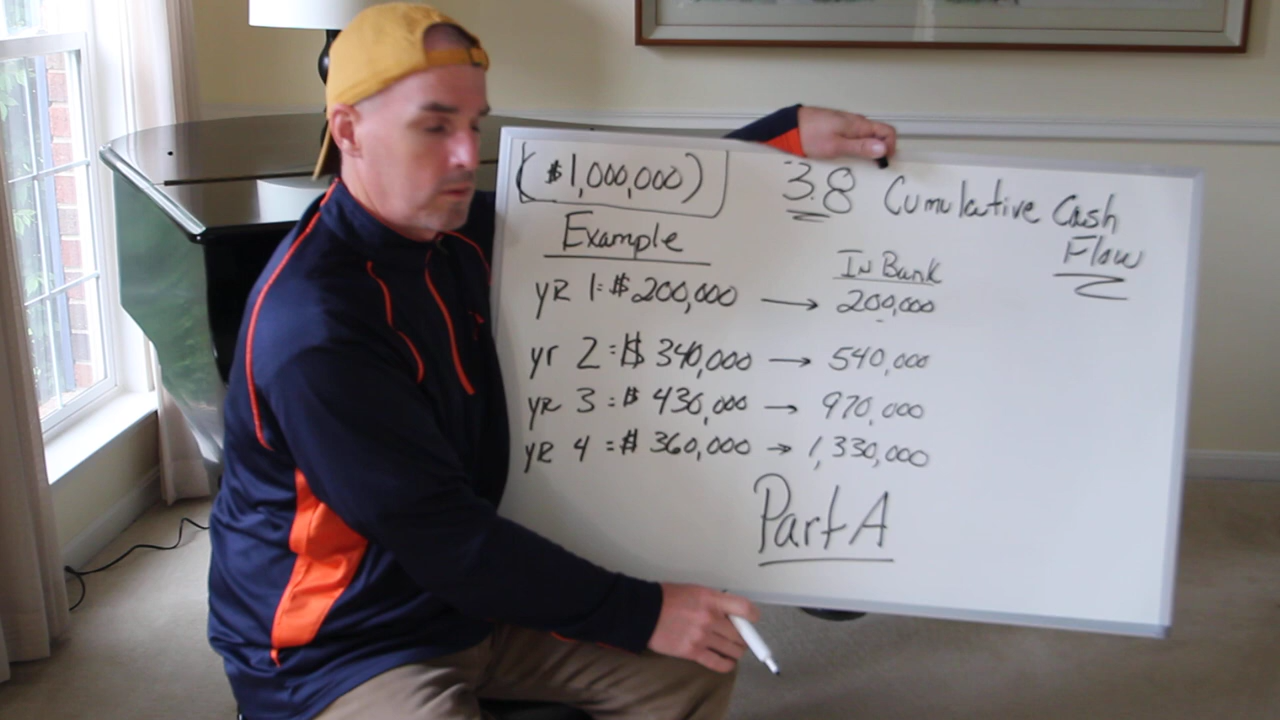 ($1,000,000)
3.8 Cumulative Cash
Flow
Example
In Bank
yR 1=$200,000 → 200,000
yr 2=$ 340,000 → 540,000
yR 3=$ 430,000 → 970,000
yR 4=$ 360,000 → 1,330,000
Part A